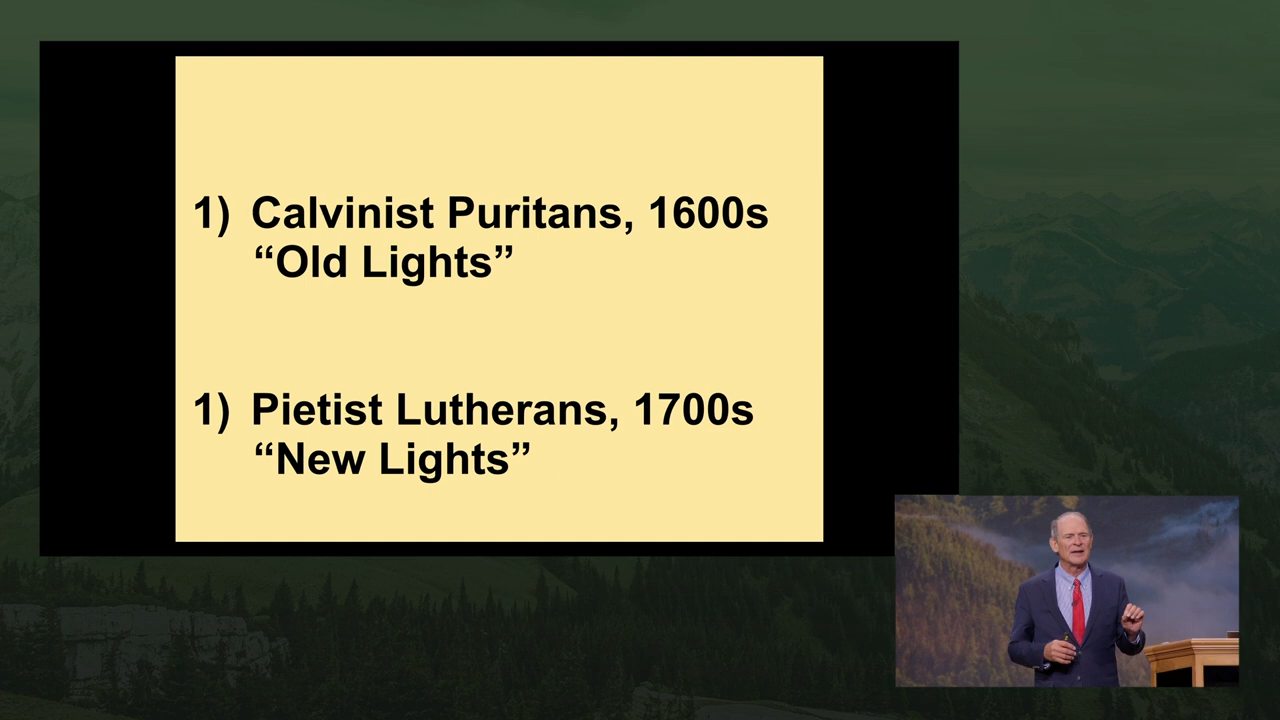 1) Calvinist Puritans, 1600s
“Old Lights”
1) Pietist Lutherans, 1700s
“New Lights”